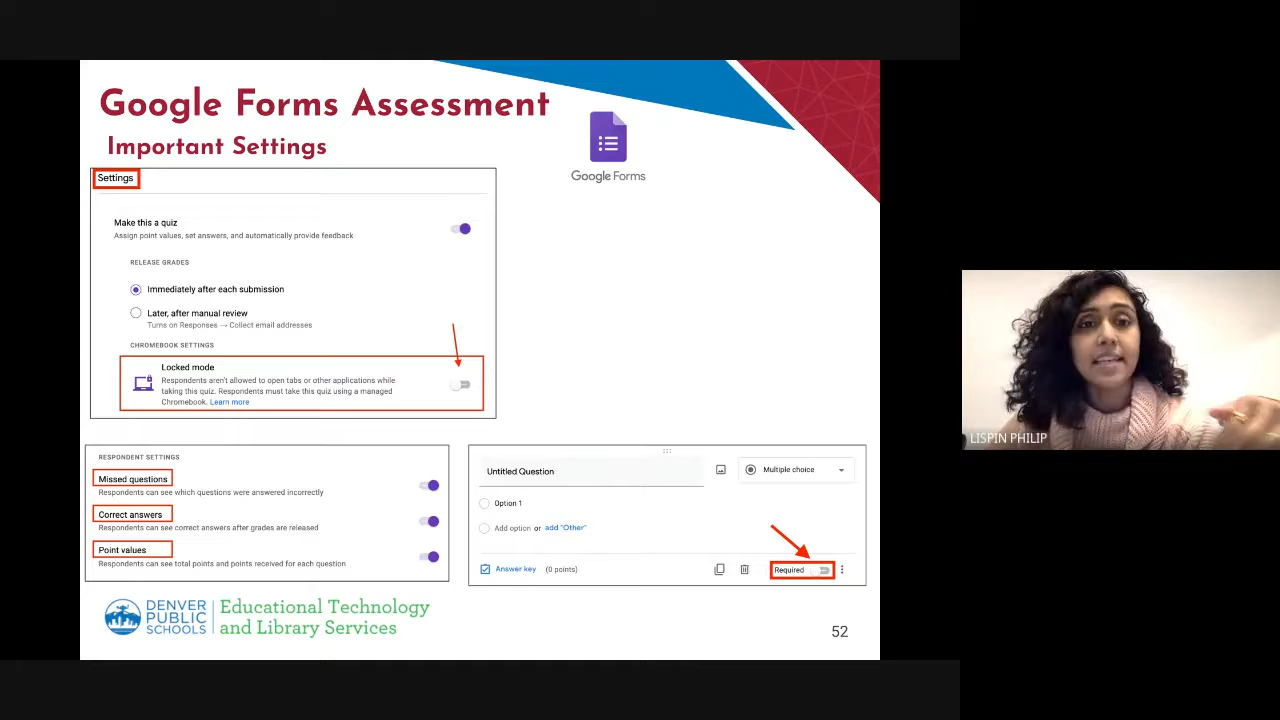 Google Forms Assessment
Important Settings
Google Forms
Settings
Make this a quiz
Assign point values, set answers, and automatically provide feedback
RELEASE GRADES
Immediately after each submission
Later, after manual review
Turns on Responses → Collect email addresses
CHROMEBOOK SETTINGS
Locked mode
Respondents aren't allowed to open tabs or other applications while
taking this quiz. Respondents must take this quiz using a managed
Chromebook. Learn more
RESPONDENT SETTINGS
Missed questions
Respondents can see which questions were answered incorrectly
Correct answers
Respondents can see correct answers after grades are released
Point values
Respondents can see total points and points received for each question
Untitled Question
Multiple choice
Option 1
Add option or add "Other"
Answer key (0 points)
Required
DENVER
PUBLIC
SCHOOLS
Educational Technology
and Library Services
52
LISPIN PHILIP